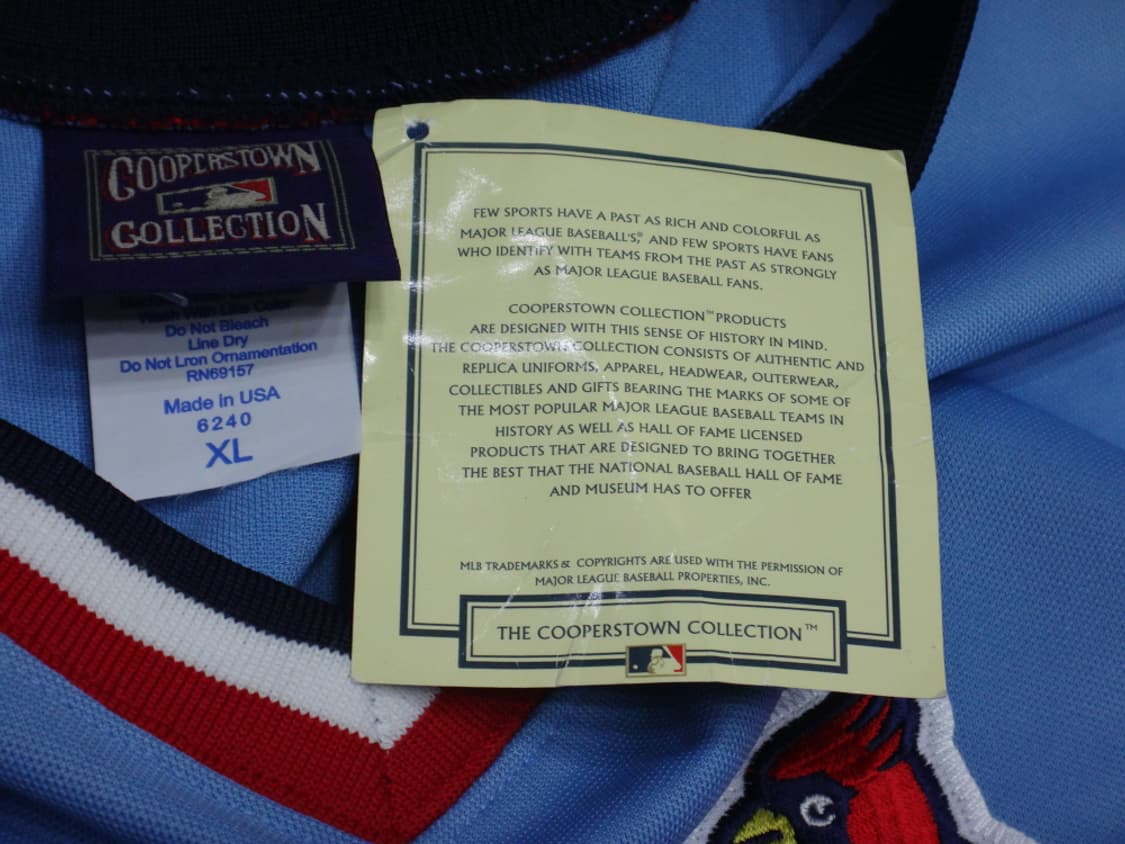 COOPERSTOWN
COLLECTION
Wash With Like Color
Do Not Bleach
Line Dry
Do Not Lron Ornamentation
RN69157
Made in USA
6240
XL
FEW SPORTS HAVE A PAST AS RICH AND COLORFUL AS
MAJOR LEAGUE BASEBALL'S,® AND FEW SPORTS HAVE FANS
WHO IDENTIFY WITH TEAMS FROM THE PAST AS STRONGLY
AS MAJOR LEAGUE BASEBALL FANS.
COOPERSTOWN COLLECTION™ PRODUCTS
ARE DESIGNED WITH THIS SENSE OF HISTORY IN MIND.
THE COOPERSTOWN COLLECTION CONSISTS OF AUTHENTIC AND
REPLICA UNIFORMS, APPAREL, HEADWEAR, OUTERWEAR,
COLLECTIBLES AND GIFTS BEARING THE MARKS OF SOME OF
THE MOST POPULAR MAJOR LEAGUE BASEBALL TEAMS IN
HISTORY AS WELL AS HALL OF FAME LICENSED
PRODUCTS THAT ARE DESIGNED TO BRING TOGETHER
THE BEST THAT THE NATIONAL BASEBALL HALL OF FAME
AND MUSEUM HAS TO OFFER
MLB TRADEMARKS & COPYRIGHTS ARE USED WITH THE PERMISSION OF
MAJOR LEAGUE BASEBALL PROPERTIES, INC.
THE COOPERSTOWN COLLECTION™